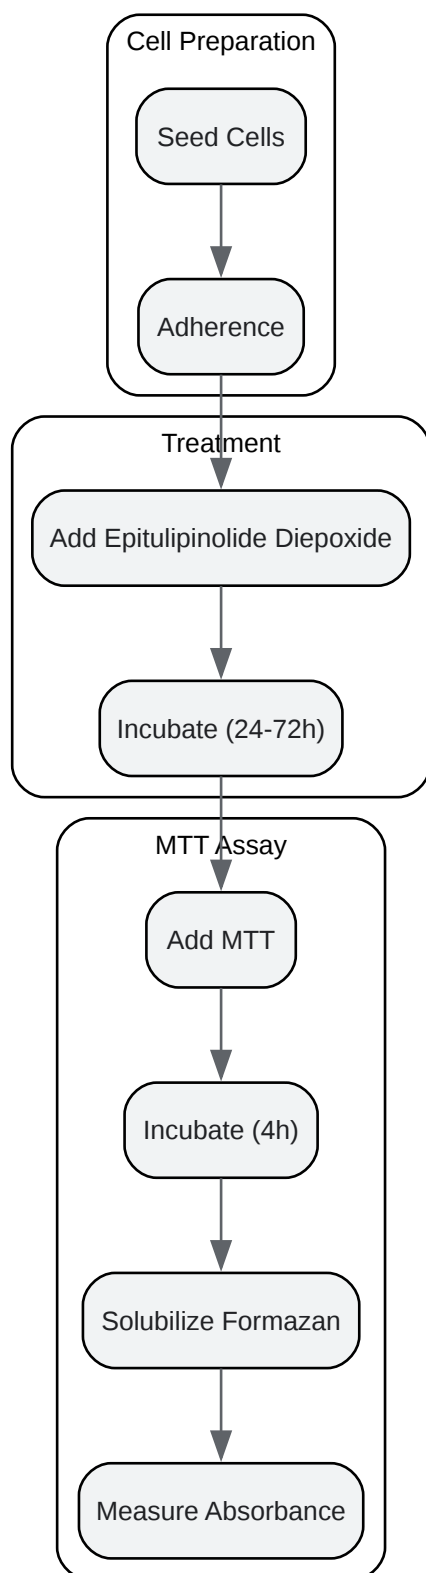 Cell Preparation
Seed Cells
Adherence
Treatment
Add Epitulipinolide Diepoxide
Incubate (24-72h)
MTT Assay
Add MTT
Incubate (4h)
Solubilize Formazan
Measure Absorbance